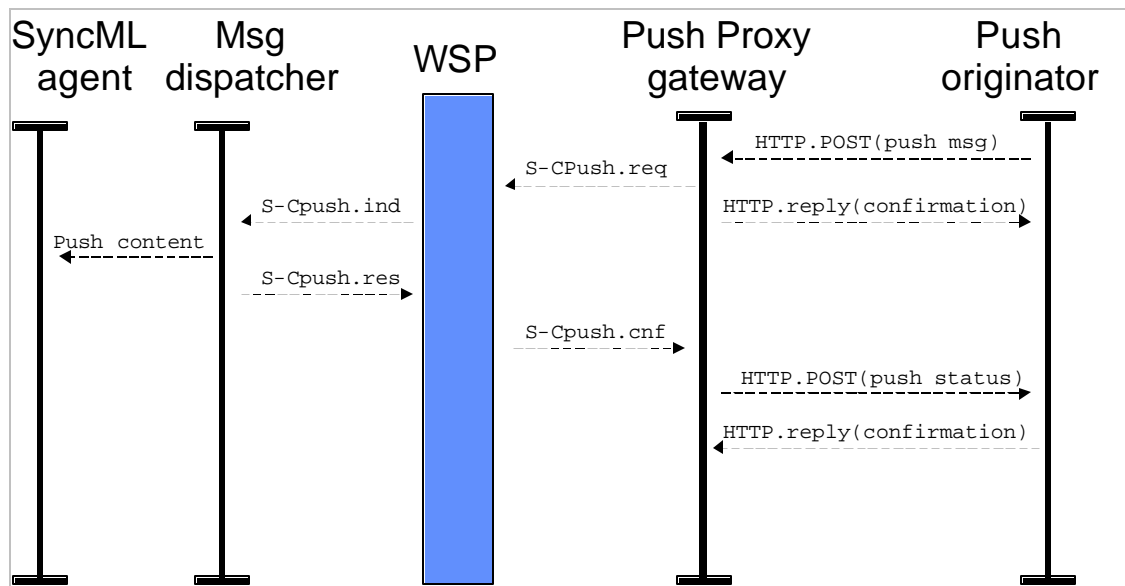 SyncML
agent
Msg
dispatcher
WSP
Push Proxy
gateway
Push
originator
HTTP.POST(push msg)
S-CPush.req
S-Cpush.ind
HTTP.reply(confirmation)
Push content
S-Cpush.res
S-Cpush.cnf
HTTP.POST(push status)
HTTP.reply(confirmation)